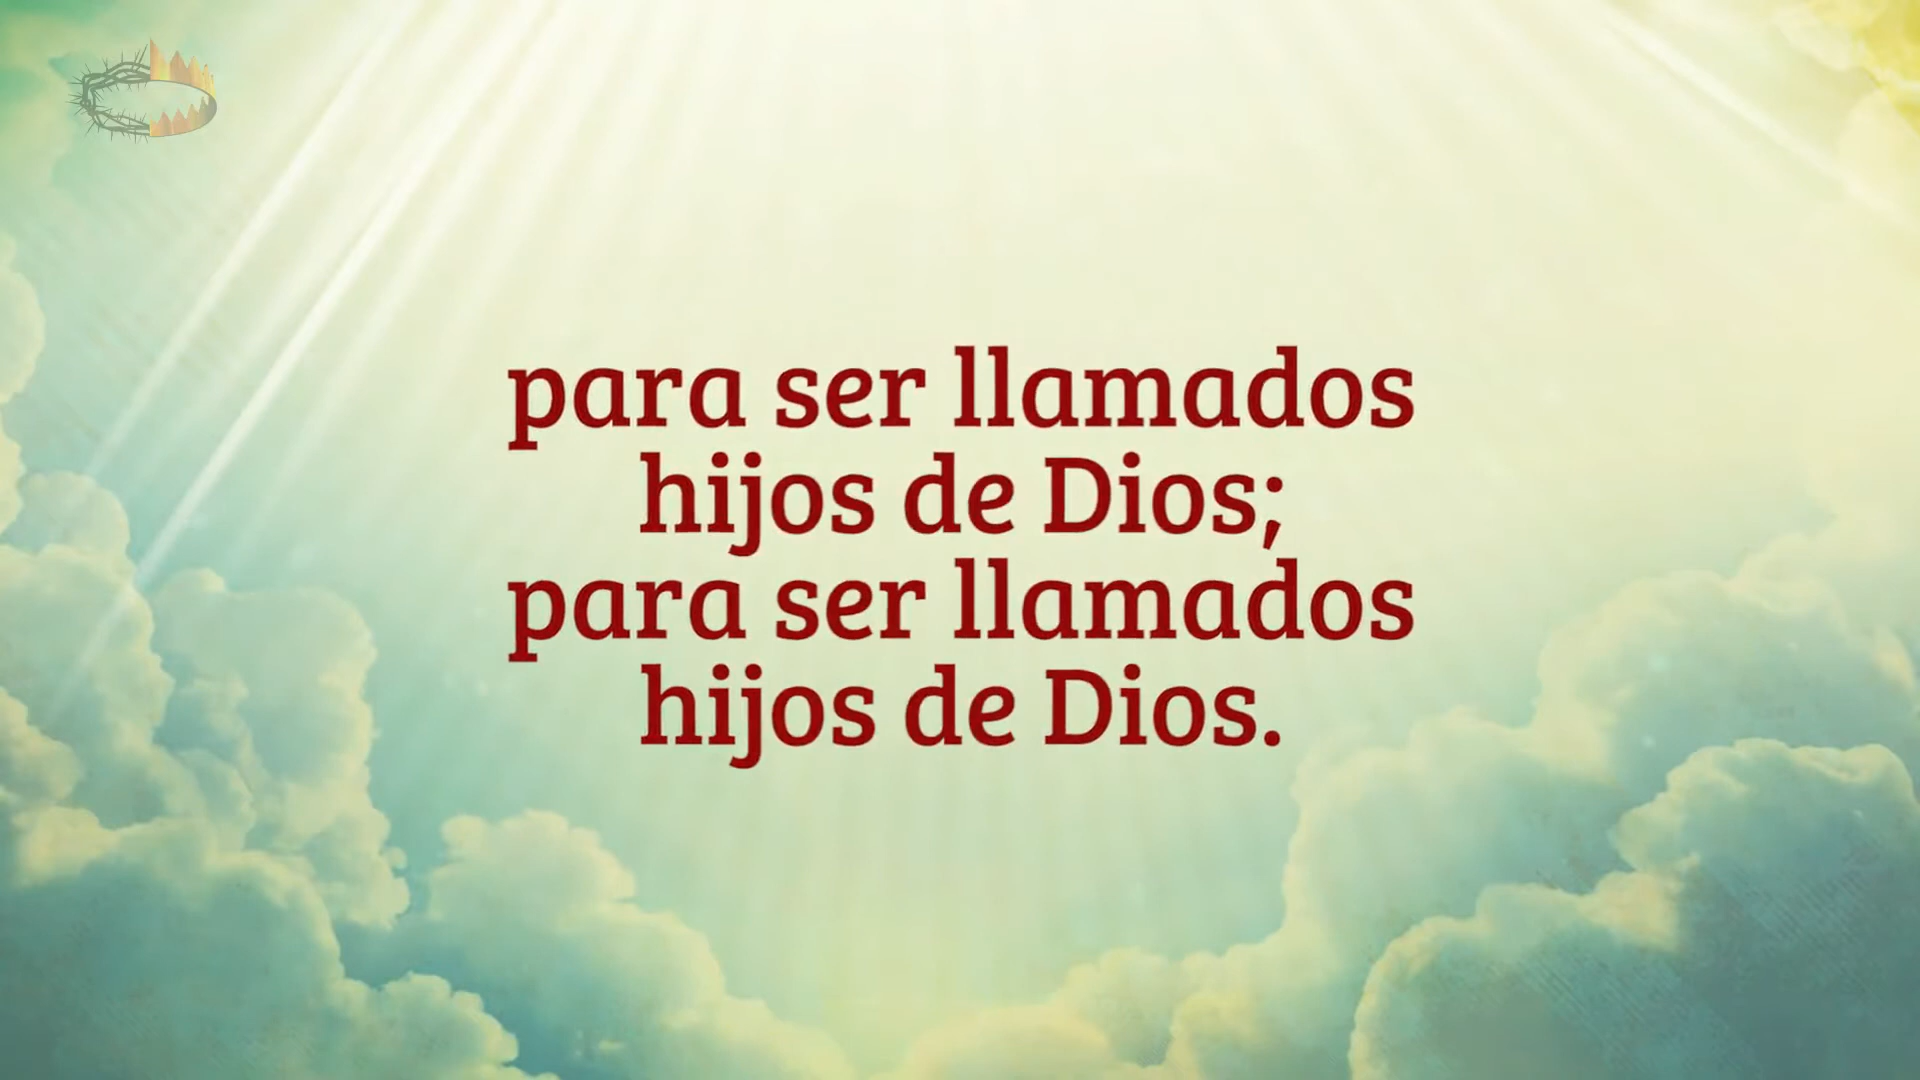 para ser llamados
hijos de Dios;
para ser llamados
hijos de Dios.